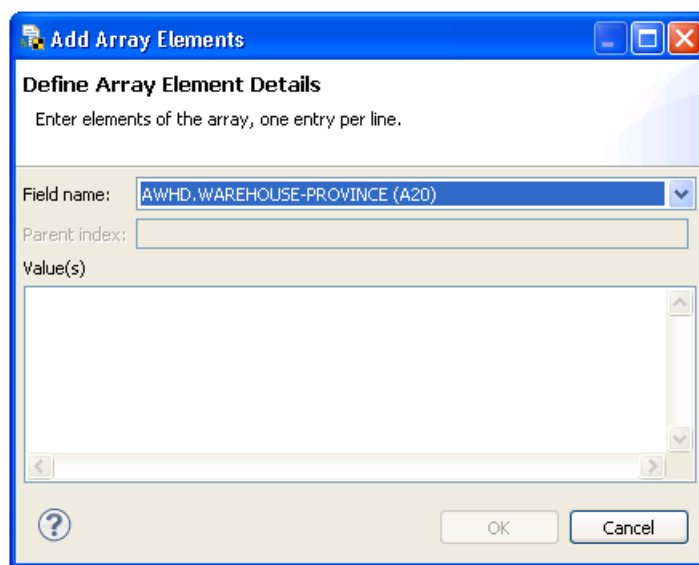 Add Array Elements
Define Array Element Details
Enter elements of the array, one entry per line.
Field name: AWHD.WAREHOUSE-PROVINCE (A20)
Parent index:
Value(s)
?
OK Cancel